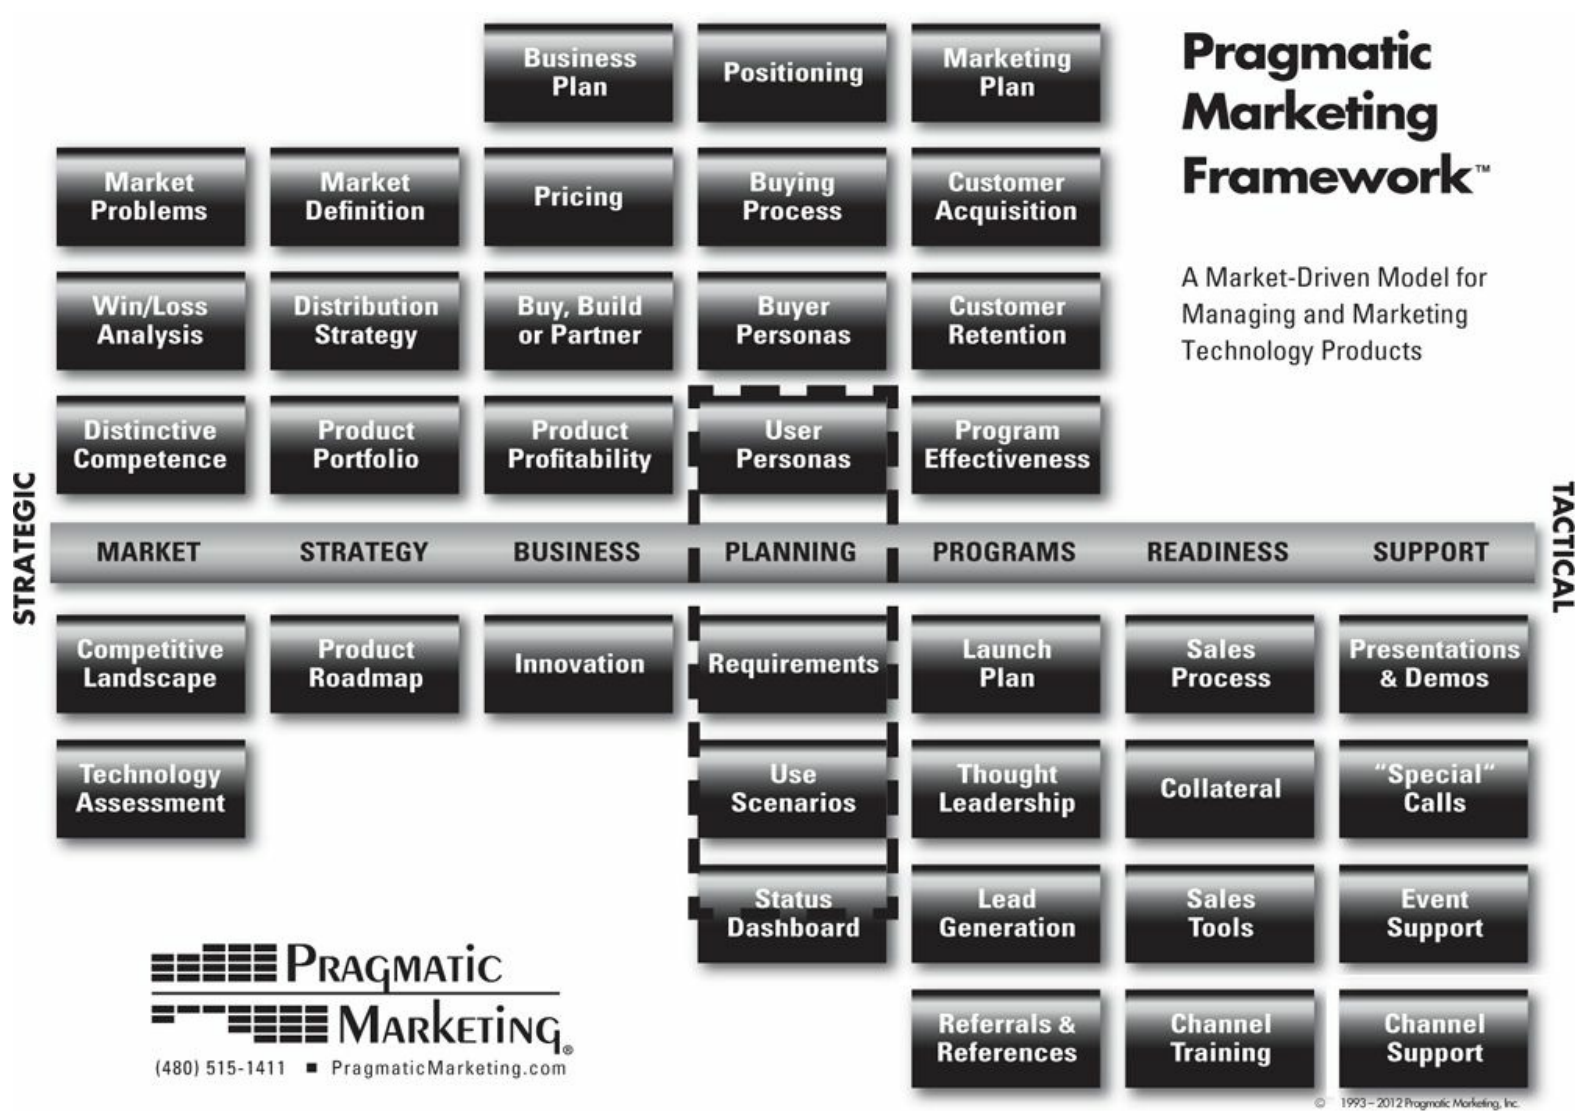 Pragmatic
Marketing
Framework™
A Market-Driven Model for
Managing and Marketing
Technology Products
Business
Plan
Positioning
Marketing
Plan
Market
Problems
Market
Definition
Pricing
Buying
Process
Customer
Acquisition
Win/Loss
Analysis
Distribution
Strategy
Buy, Build
or Partner
Buyer
Personas
Customer
Retention
Distinctive
Competence
Product
Portfolio
Product
Profitability
User
Personas
Program
Effectiveness
STRATEGIC
MARKET
STRATEGY
BUSINESS
PLANNING
PROGRAMS
READINESS
SUPPORT
TACTICAL
Competitive
Landscape
Product
Roadmap
Innovation
Requirements
Launch
Plan
Sales
Process
Presentations
& Demos
Technology
Assessment
Use
Scenarios
Thought
Leadership
Collateral
“Special”
Calls
Status
Dashboard
Lead
Generation
Sales
Tools
Event
Support
Referrals &
References
Channel
Training
Channel
Support
PRAGMATIC
MARKETING®
(480) 515-1411 ■ PragmaticMarketing.com
© 1993 – 2012 Pragmatic Marketing, Inc.